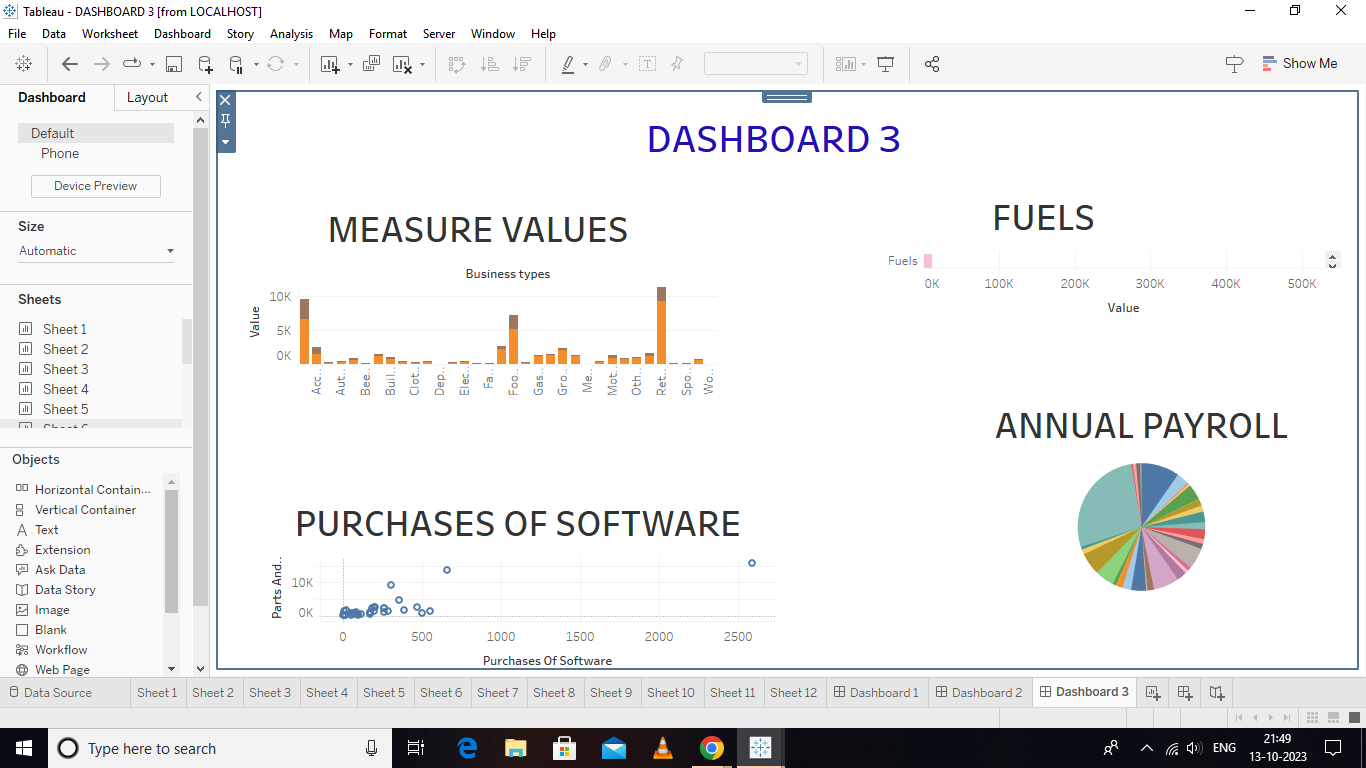 Tableau - DASHBOARD 3 [from LOCALHOST]
File Data Worksheet Dashboard Story Analysis Map Format Server Window Help
Show Me
Dashboard Layout
Default
Phone
Device Preview
Size
Automatic
Sheets
Sheet 1
Sheet 2
Sheet 3
Sheet 4
Sheet 5
Objects
Horizontal Contain...
Vertical Container
Text
Extension
Ask Data
Data Story
Image
Blank
Workflow
Web Page
DASHBOARD 3
MEASURE VALUES
Business types
Value
10K
5K
0K
Acc..
Aut..
Bee..
Buil..
Clot..
Dep..
Elec..
Fa..
Foo..
Gas..
Gro..
Me..
Mot..
Oth..
Ret..
Spo..
Wo..
FUELS
Fuels
0K 100K 200K 300K 400K 500K
Value
ANNUAL PAYROLL
PURCHASES OF SOFTWARE
Parts And..
10K
0K
0 500 1000 1500 2000 2500
Purchases Of Software
Data Source Sheet 1 Sheet 2 Sheet 3 Sheet 4 Sheet 5 Sheet 6 Sheet 7 Sheet 8 Sheet 9 Sheet 10 Sheet 11 Sheet 12 Dashboard 1 Dashboard 2 Dashboard 3
Type here to search
ENG
21:49
13-10-2023